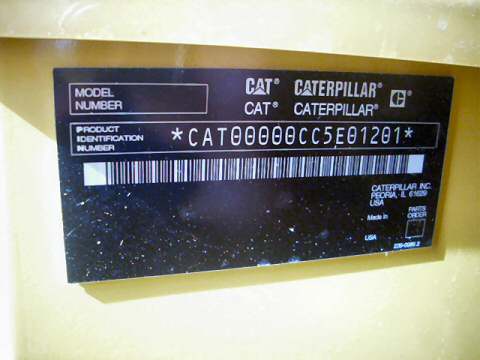 MODEL NUMBER
CAT CATERPILLAR® C
CAT® CATERPILLAR®
PRODUCT IDENTIFICATION NUMBER
*CAT00000CC5E01201*
CATERPILLAR INC.
PEORIA, IL 61629
USA
Made in
USA
PARTS ORDER